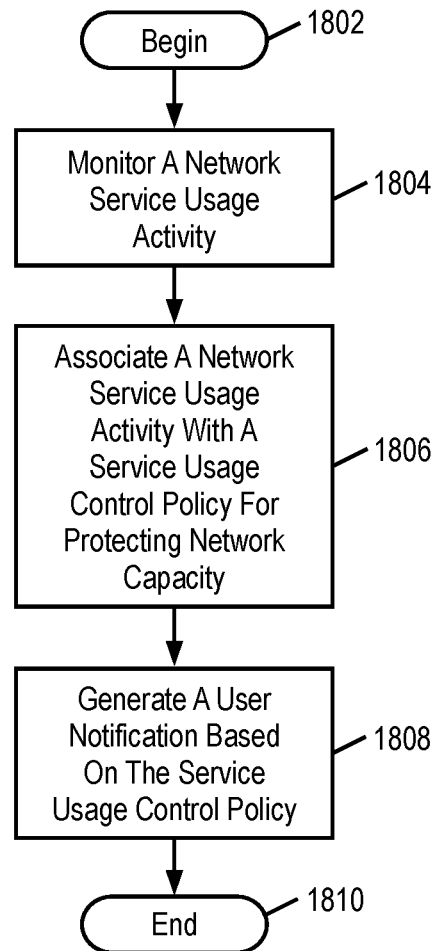 Begin
1802
Monitor A Network
Service Usage
Activity
1804
Associate A Network
Service Usage
Activity With A
Service Usage
Control Policy For
Protecting Network
Capacity
1806
Generate A User
Notification Based
On The Service
Usage Control Policy
1808
End
1810